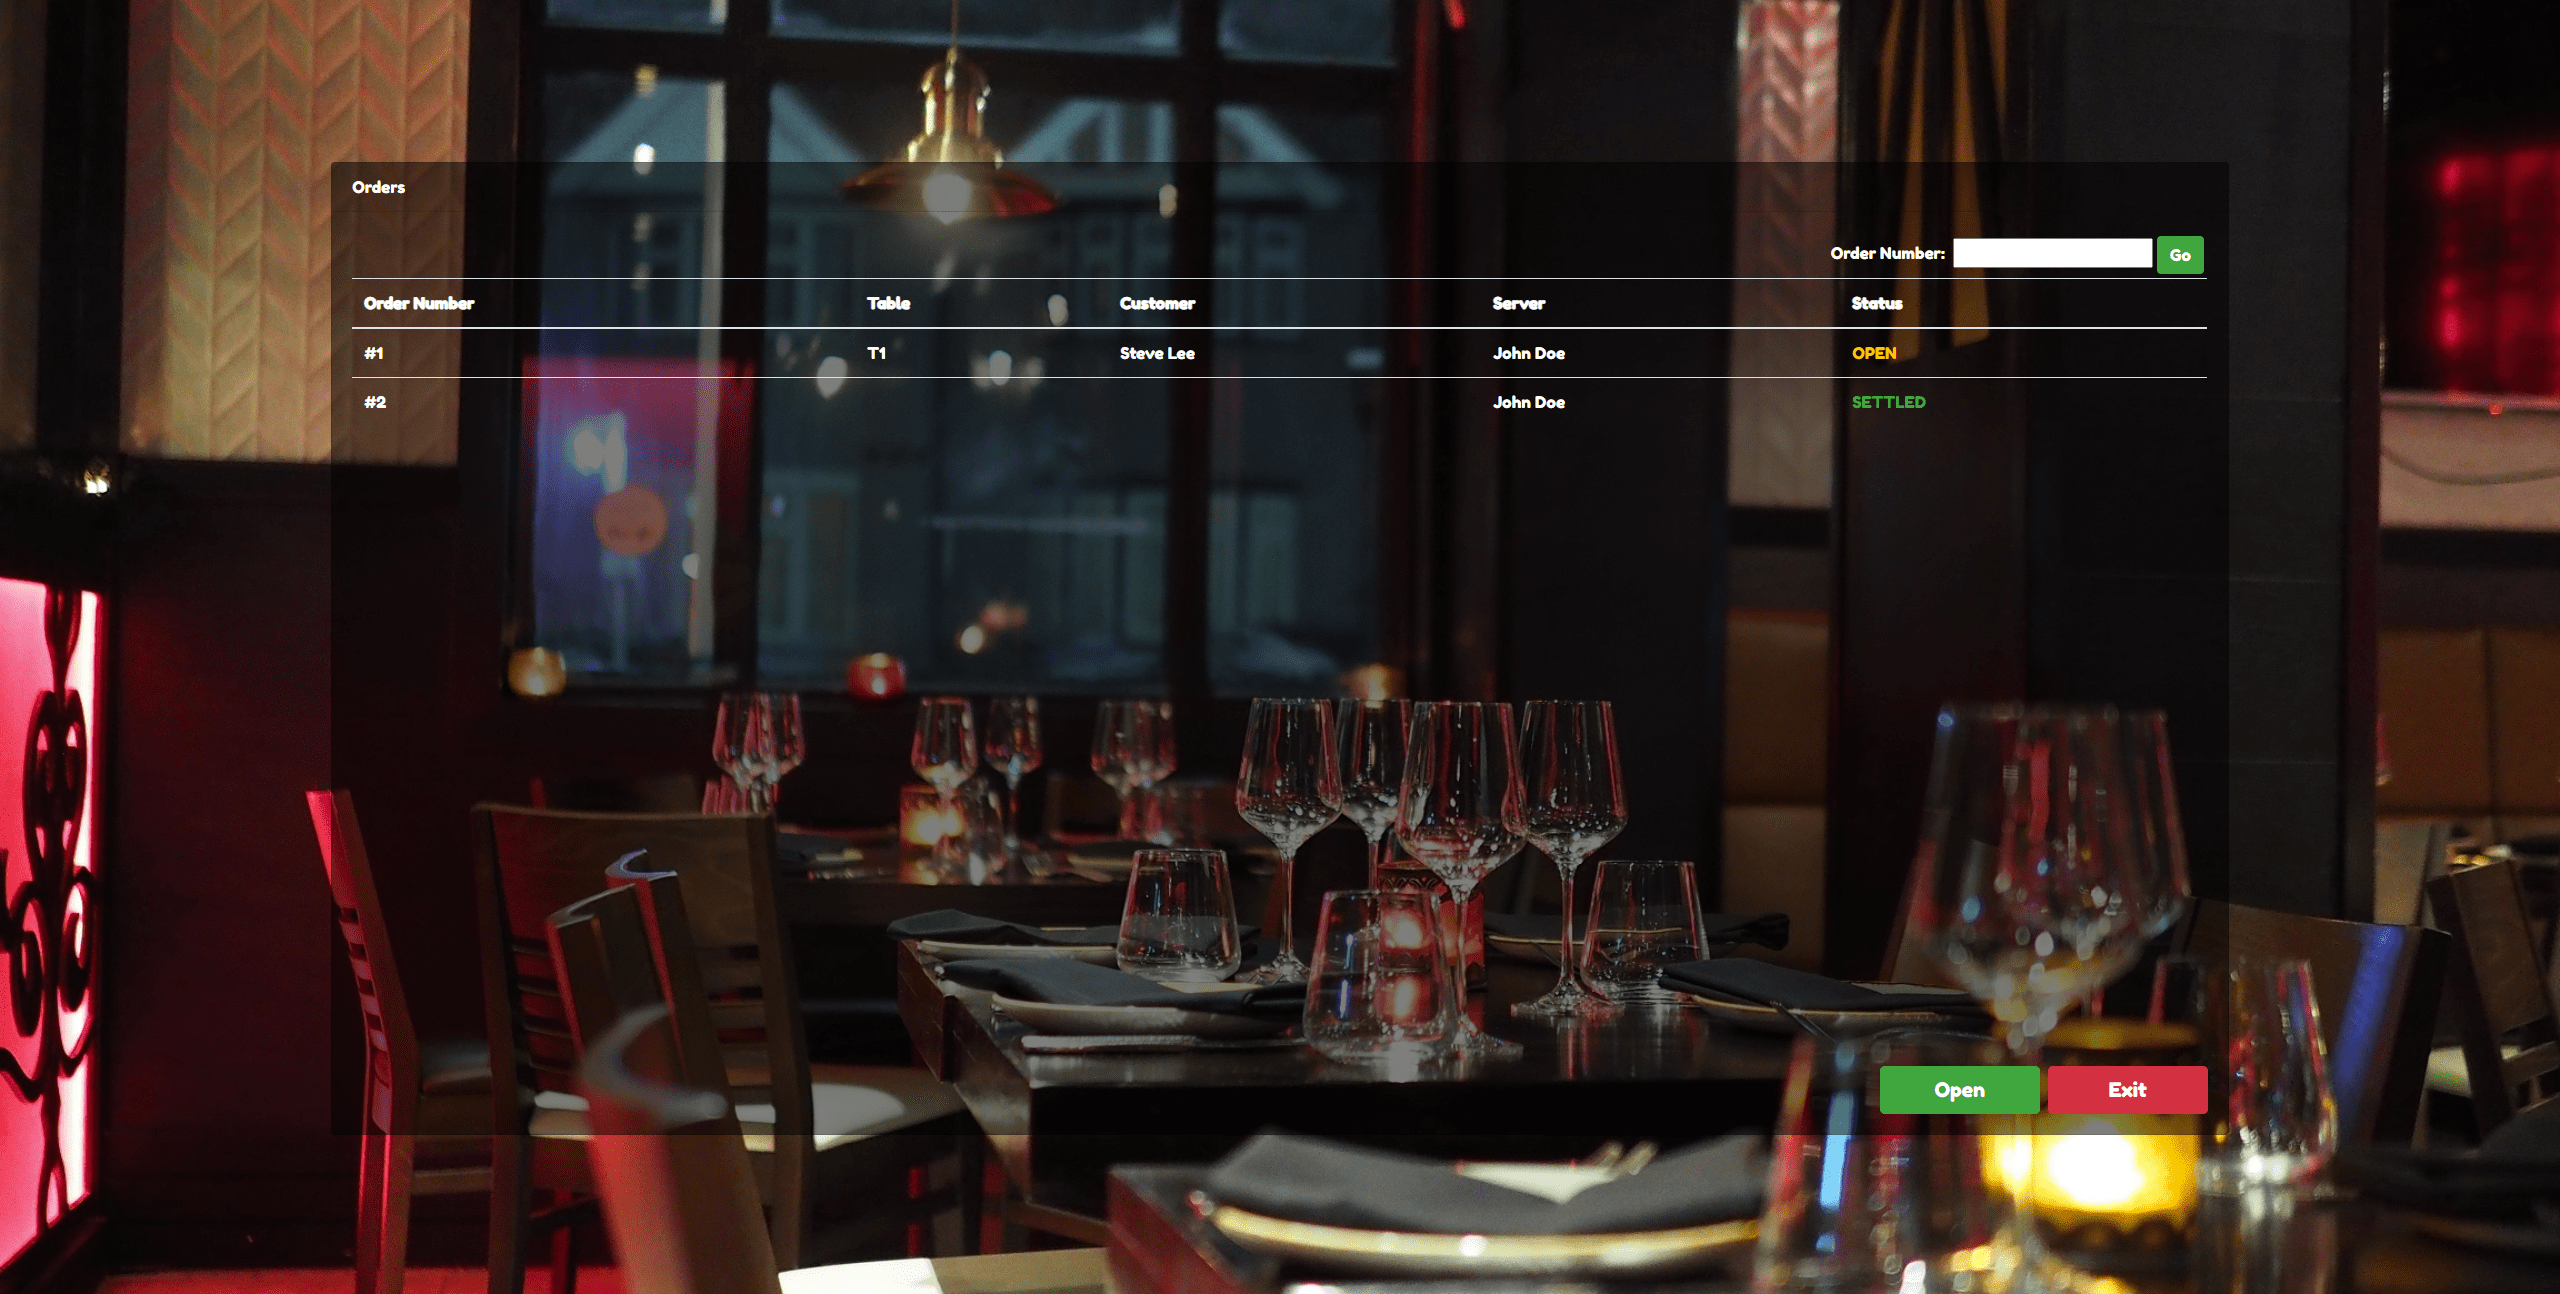 Orders
Order Number: Go
Order Number Table Customer Server Status
#1 T1 Steve Lee John Doe OPEN
#2 John Doe SETTLED
Open Exit